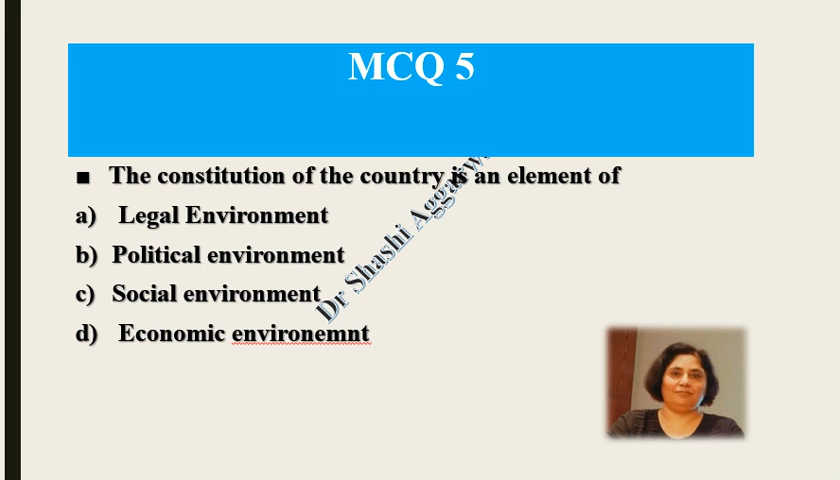 MCQ 5
■ The constitution of the country is an element of
a) Legal Environment
b) Political environment
c) Social environment
d) Economic environemnt
Dr Shashi